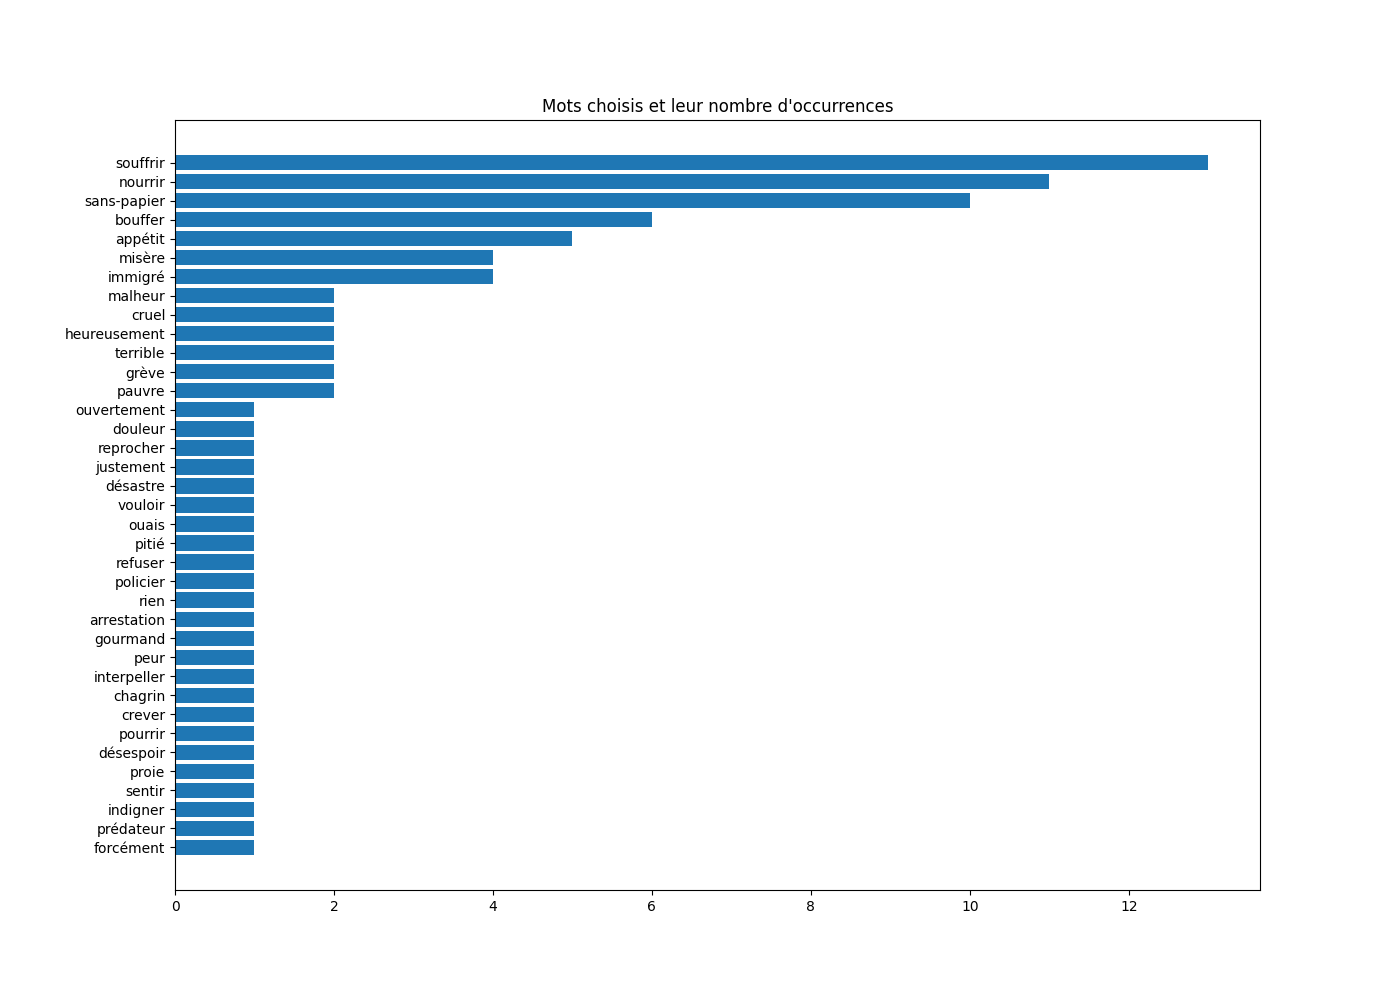 Mots choisis et leur nombre d'occurrences
souffrir
nourrir
sans-papier
bouffer
appétit
misère
immigré
malheur
cruel
heureusement
terrible
grève
pauvre
ouvertement
douleur
reprocher
justement
désastre
vouloir
ouais
pitié
refuser
policier
rien
arrestation
gourmand
peur
interpeller
chagrin
crever
pourrir
désespoir
proie
sentir
indigner
prédateur
forcément
0 2 4 6 8 10 12